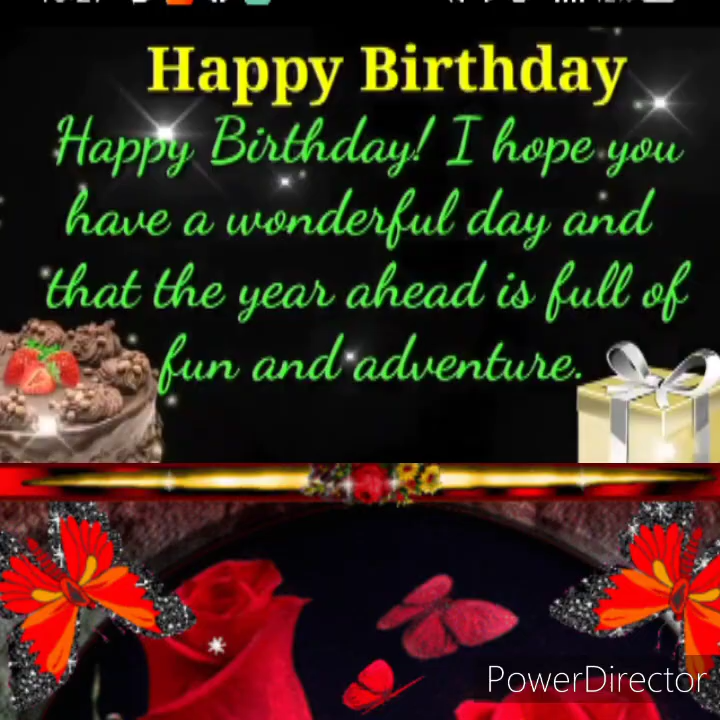 Happy Birthday
Happy Birthday! I hope you
have a wonderful day and
that the year ahead is full of
fun and adventure.
PowerDirector